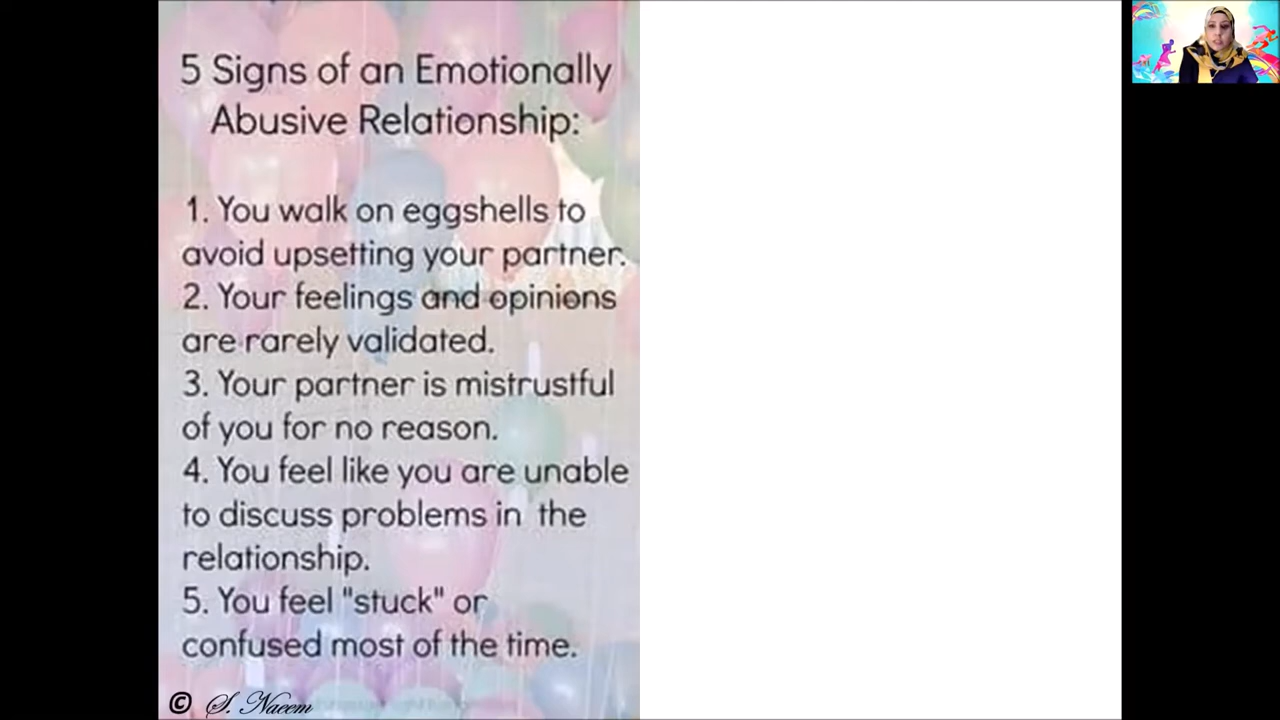 5 Signs of an Emotionally
Abusive Relationship:
1. You walk on eggshells to
avoid upsetting your partner.
2. Your feelings and opinions
are rarely validated.
3. Your partner is mistrustful
of you for no reason.
4. You feel like you are unable
to discuss problems in the
relationship.
5. You feel "stuck" or
confused most of the time.
© S. Naeem